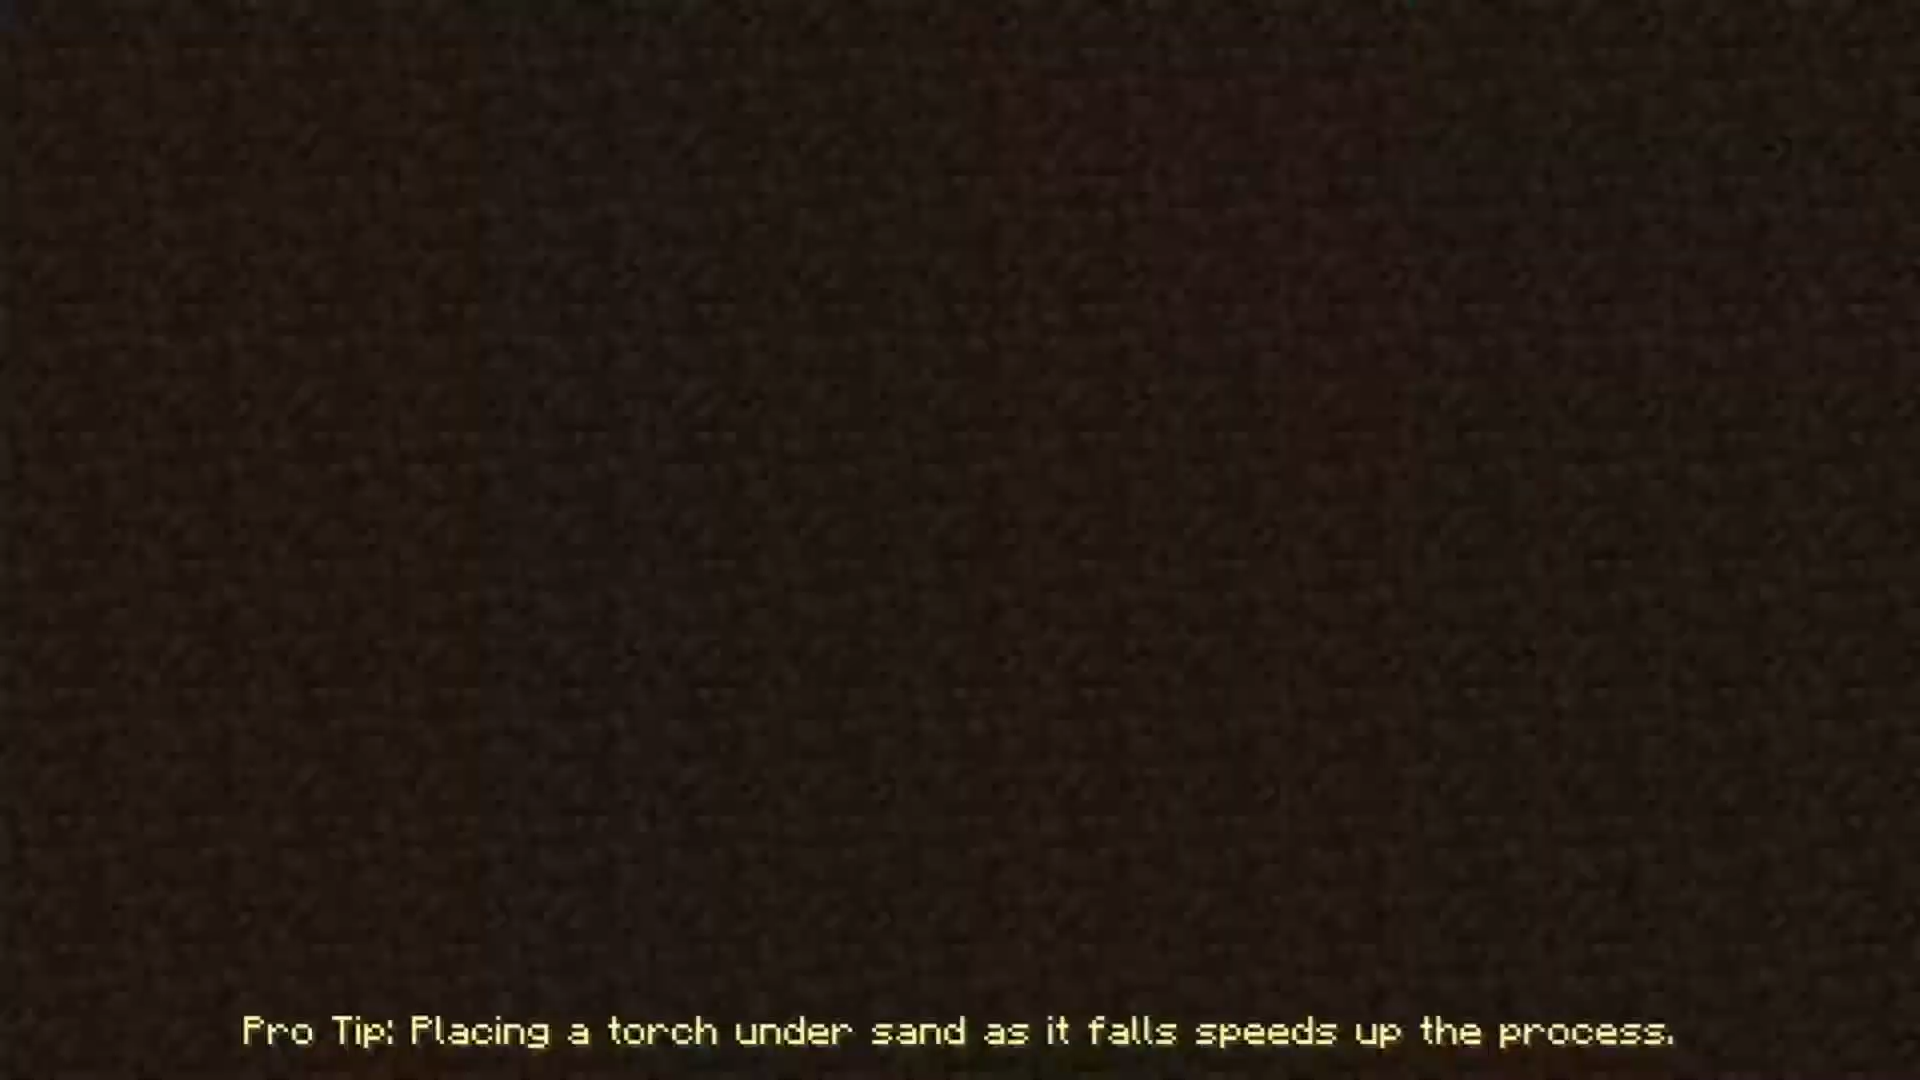 Pro Tip: Placing a torch under sand as it falls speeds up the process.